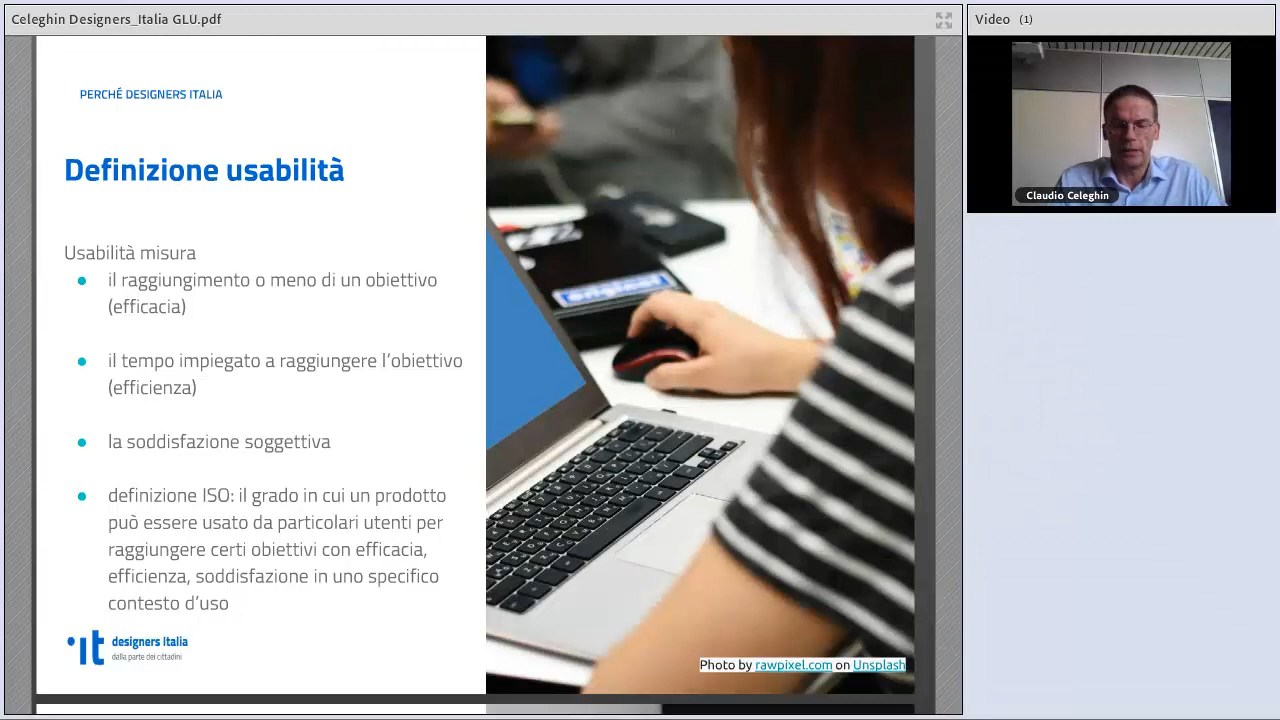 Celeghin Designers_Italia GLU.pdf
Video (1)
PERCHÉ DESIGNERS ITALIA
Definizione usabilità
Usabilità misura
il raggiungimento o meno di un obiettivo
(efficacia)
il tempo impiegato a raggiungere l'obiettivo
(efficienza)
la soddisfazione soggettiva
definizione ISO: il grado in cui un prodotto
può essere usato da particolari utenti per
raggiungere certi obiettivi con efficacia,
efficienza, soddisfazione in uno specifico
contesto d'uso
it designers italia
dalla parte dei cittadini
original
Photo by rawpixel.com on Unsplash
Claudio Celeghin